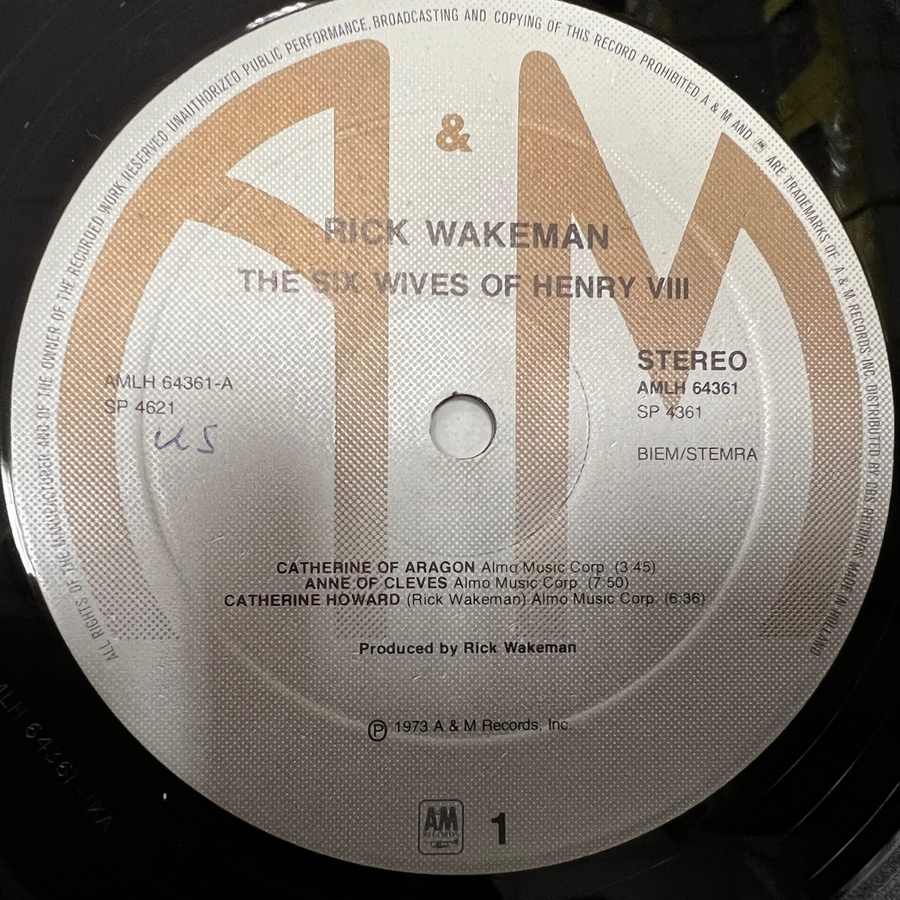 ALL RIGHTS OF THE MANUFACTURER AND OF THE OWNER OF THE RECORDED WORK RESERVED UNAUTHORIZED PUBLIC PERFORMANCE, BROADCASTING AND COPYING OF THIS RECORD PROHIBITED A & M AND AM ARE TRADEMARKS OF A & M RECORDS INC. DISTRIBUTED BY CBS RECORDS MADE IN HOLLAND
A & M
RICK WAKEMAN
THE SIX WIVES OF HENRY VIII
AMLH 64361-A
SP 4621
US
STEREO
AMLH 64361
SP 4361
BIEM/STEMRA
CATHERINE OF ARAGON Almo Music Corp. (3:45)
ANNE OF CLEVES Almo Music Corp. (7:50)
CATHERINE HOWARD (Rick Wakeman) Almo Music Corp. (6:36)
Produced by Rick Wakeman
℗ 1973 A & M Records, Inc.
A&M
RECORDS
1